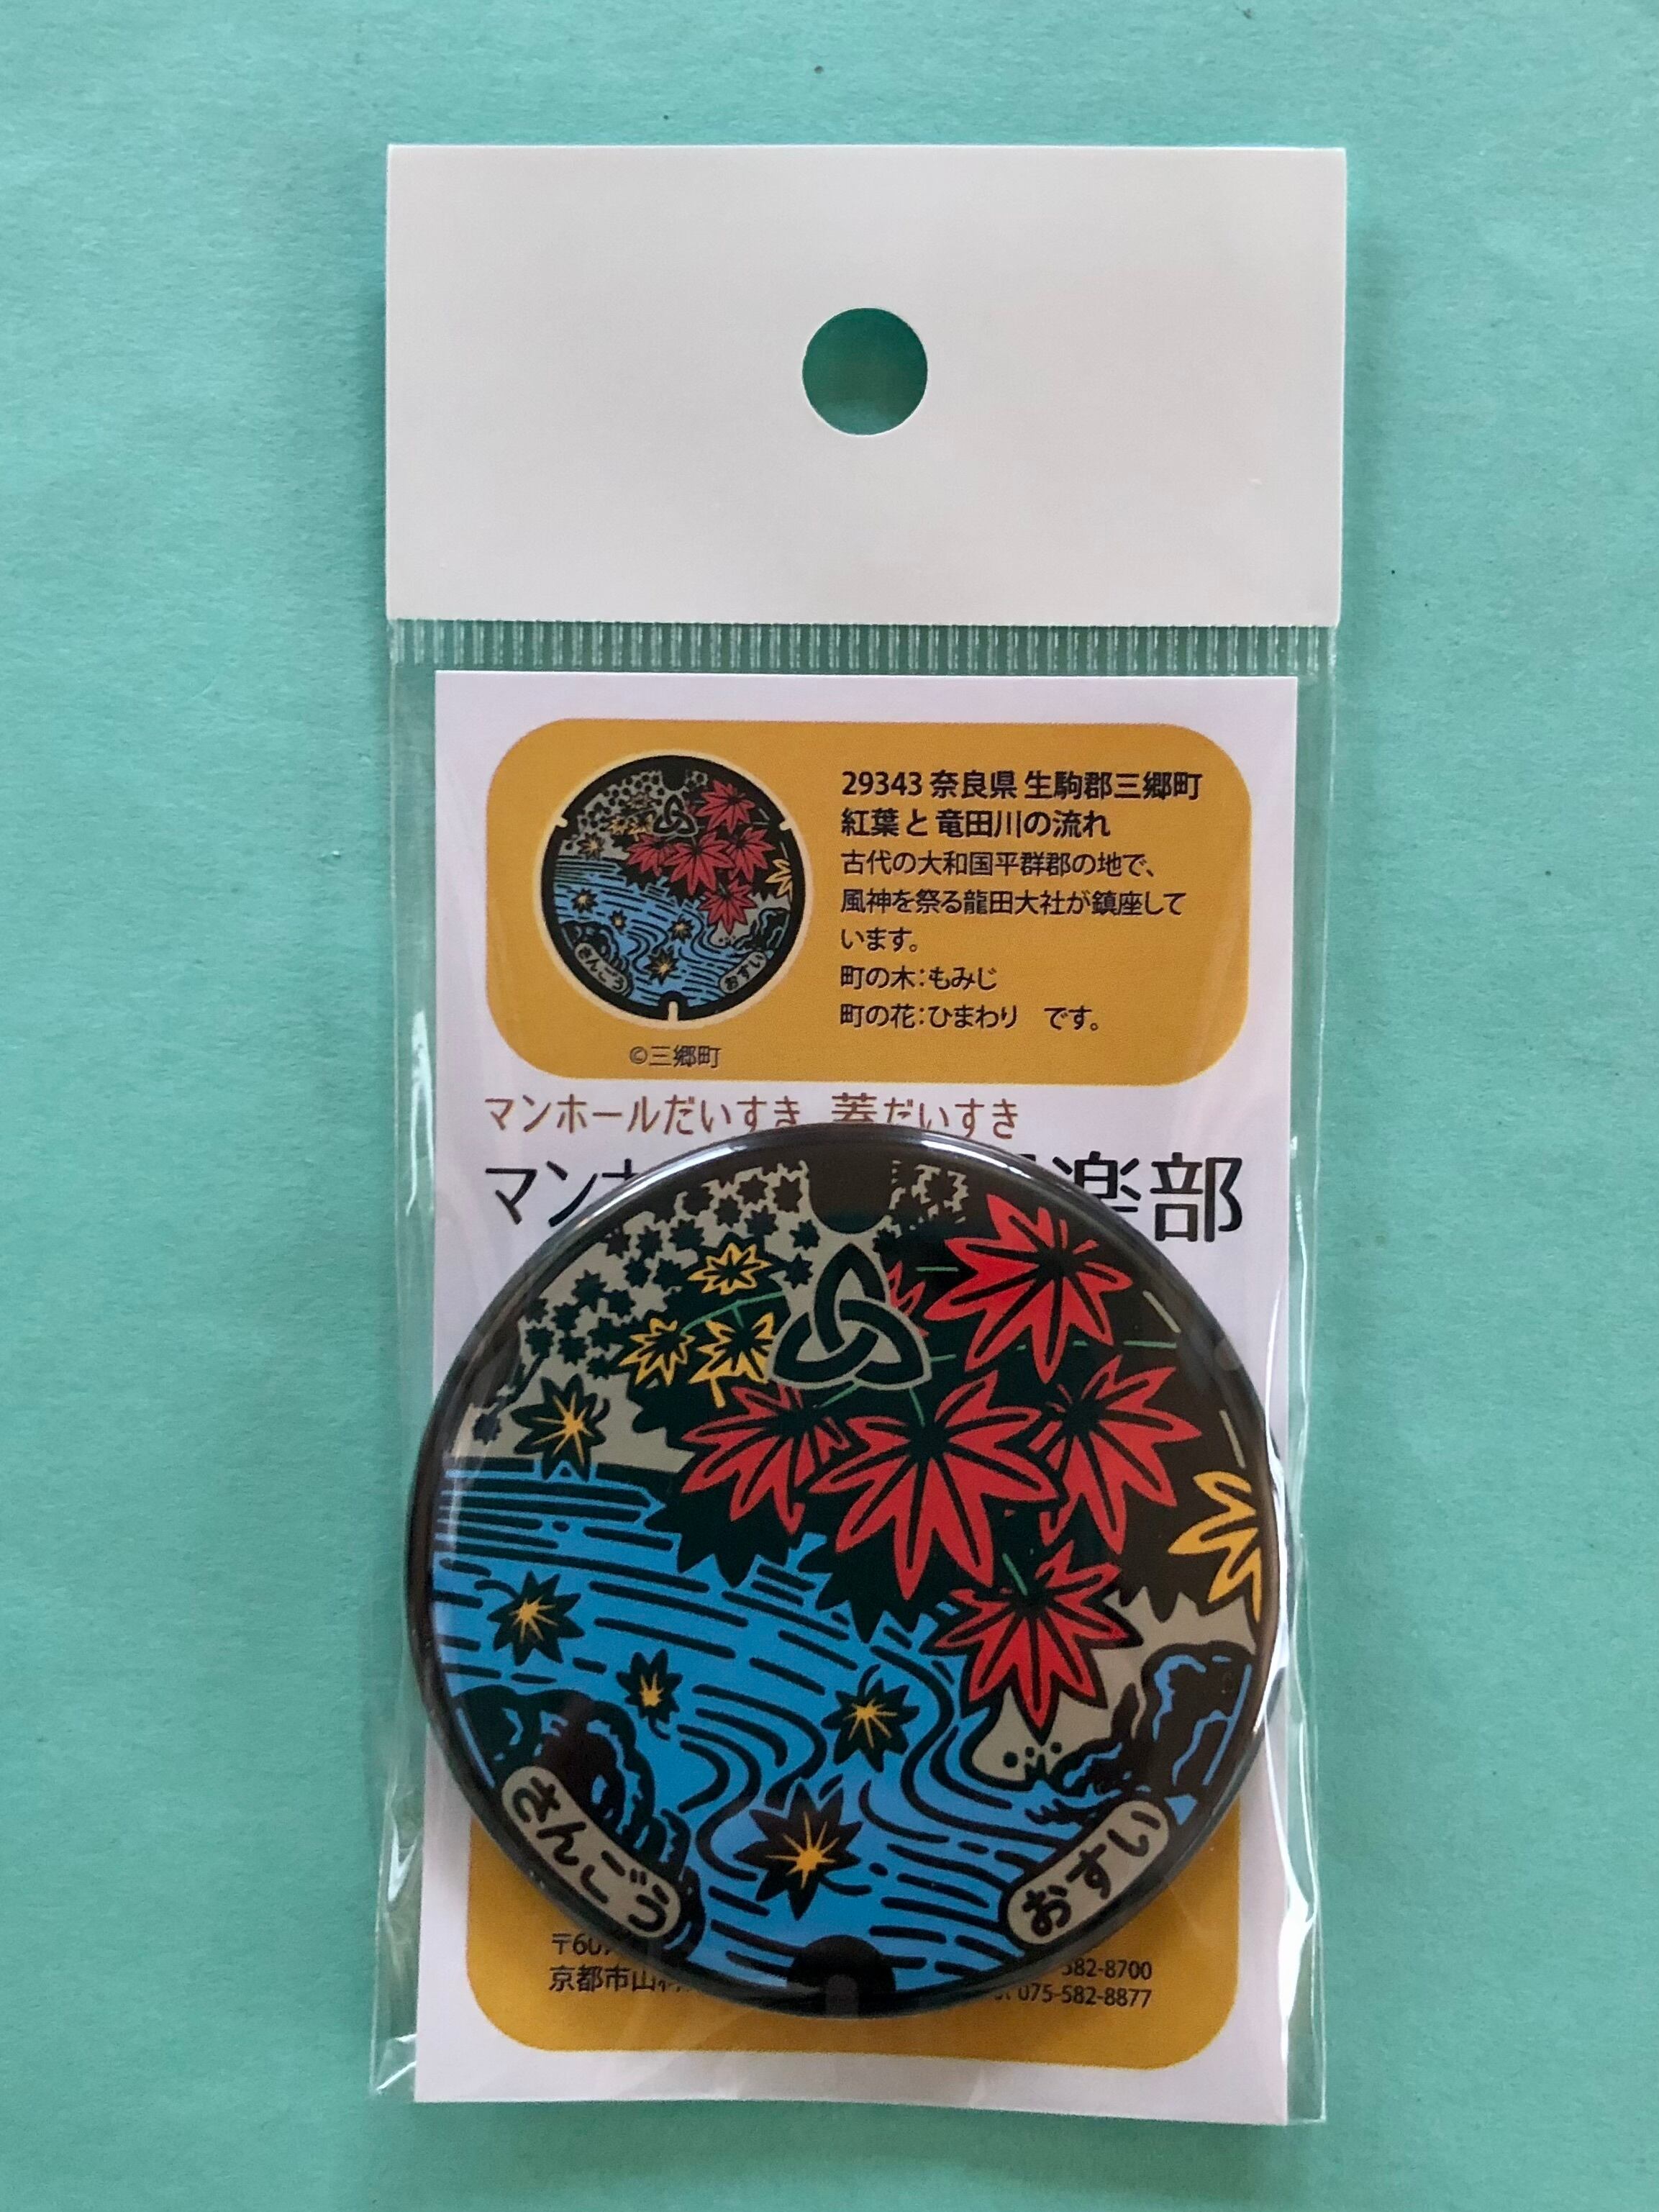 29343 奈良県 生駒郡三郷町
紅葉 と 竜田川の流れ
古代の大和国平群郡の地で、
風神を祭る龍田大社が鎮座して
います。
町の木：もみじ
町の花：ひまわり　です。
さんごう
おすい
©三郷町
マンホールだいすき 蓋だいすき
マン
楽部
さんごう
おすい
〒607
京都市山科
582-8700
075-582-8877